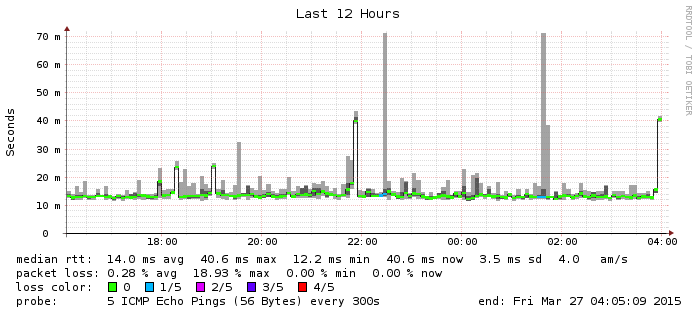 Last 12 Hours
RRDTOOL / TOBI OETIKER
Seconds
70 m
60 m
50 m
40 m
30 m
20 m
10 m
0
18:00 20:00 22:00 00:00 02:00 04:00
median rtt: 14.0 ms avg 40.6 ms max 12.2 ms min 40.6 ms now 3.5 ms sd 4.0 am/s
packet loss: 0.28 % avg 18.93 % max 0.00 % min 0.00 % now
loss color: 0 1/5 2/5 3/5 4/5
probe: 5 ICMP Echo Pings (56 Bytes) every 300s end: Fri Mar 27 04:05:09 2015